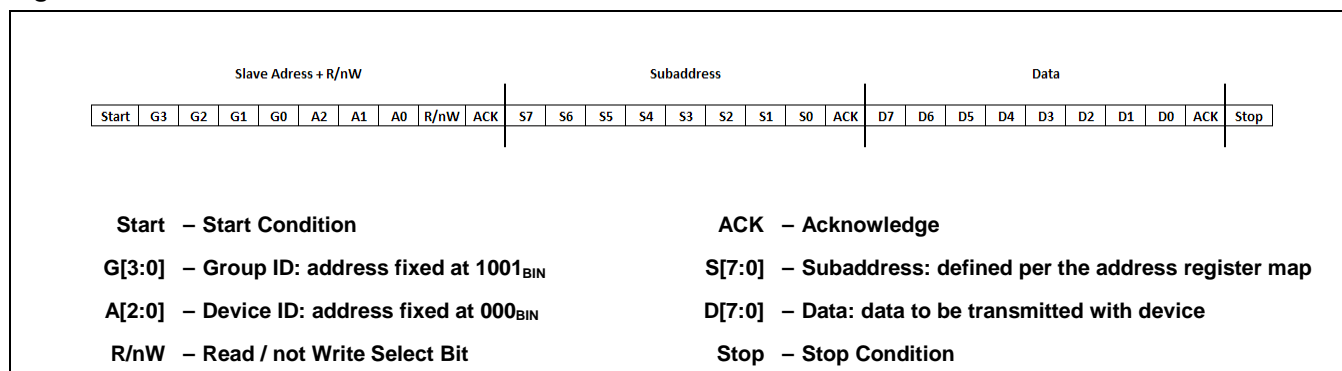 Slave Adress + R/nW Subaddress Data
Start G3 G2 G1 G0 A2 A1 A0 R/nW ACK S7 S6 S5 S4 S3 S2 S1 S0 ACK D7 D6 D5 D4 D3 D2 D1 D0 ACK Stop
Start – Start Condition
G[3:0] – Group ID: address fixed at 1001BIN
A[2:0] – Device ID: address fixed at 000BIN
R/nW – Read / not Write Select Bit
ACK – Acknowledge
S[7:0] – Subaddress: defined per the address register map
D[7:0] – Data: data to be transmitted with device
Stop – Stop Condition